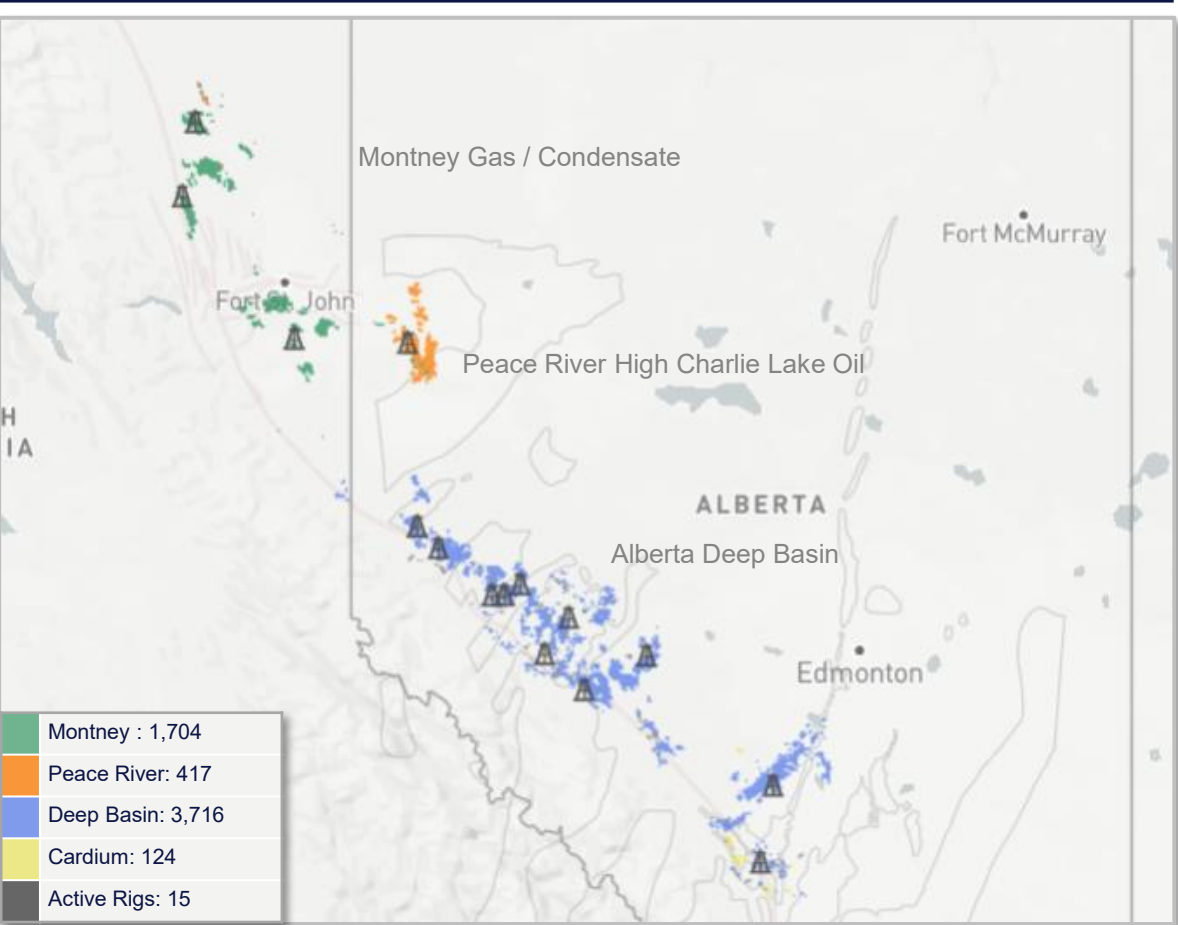 Montney Gas / Condensate
Fort McMurray
Fort St. John
Peace River High Charlie Lake Oil
H
IA
ALBERTA
Alberta Deep Basin
Edmonton
Montney : 1,704
Peace River: 417
Deep Basin: 3,716
Cardium: 124
Active Rigs: 15